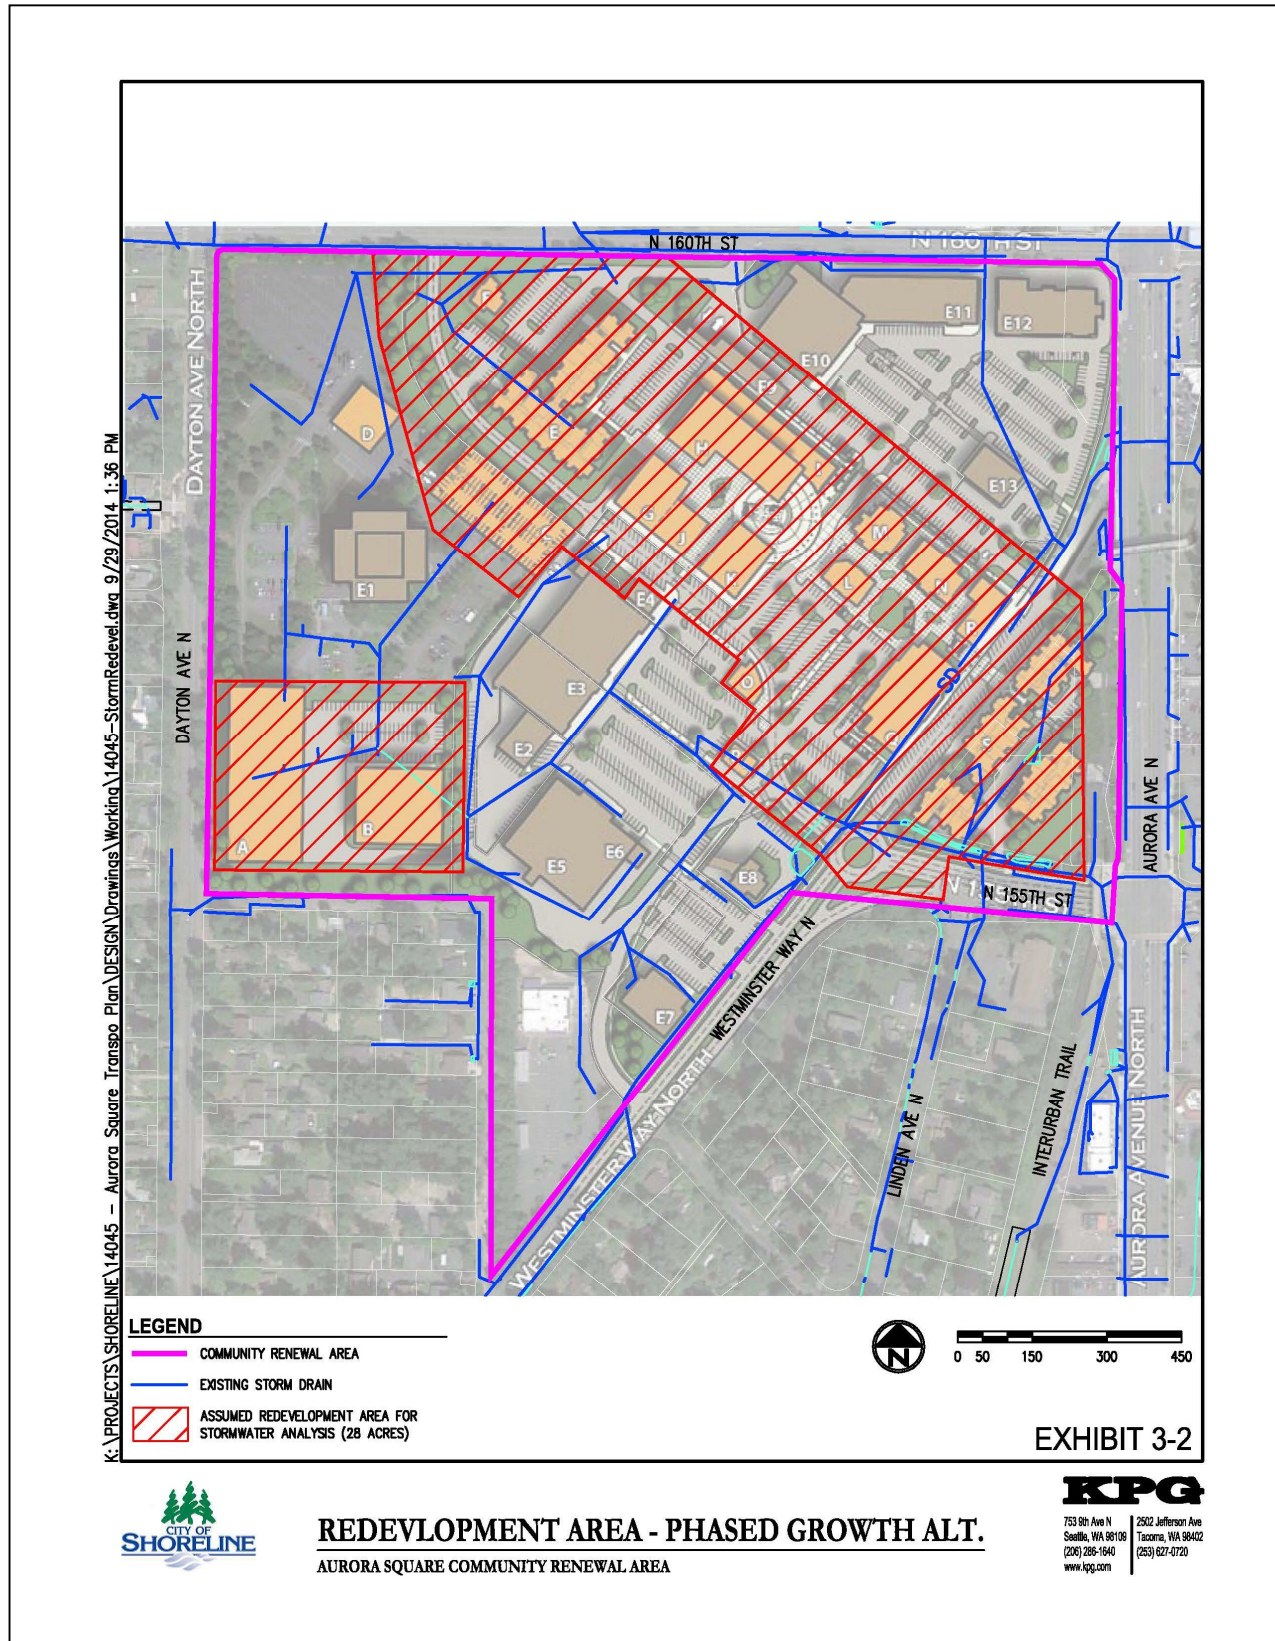 N 160TH ST
N 160TH ST
DAYTON AVE NORTH
F
E11
E12
E10
E9
D
E
H
I
E13
G
J
M
K
L
N
E1
E4
P
DAYTON AVE N
E3
O
SD
E2
S
AURORA AVE N
A
B
E5
E6
E8
N 155TH ST
WESTMINSTER WAY N
E7
WESTMINSTER WAY NORTH
LINDEN AVE N
INTERURBAN TRAIL
AURORA AVENUE NORTH
K:\PROJECTS\SHORELINE\14045 - Aurora Square Transpo Plan\DESIGN\Drawings\Working\14045-StormRedevel.dwg 9/29/2014 1:36 PM
LEGEND
COMMUNITY RENEWAL AREA
EXISTING STORM DRAIN
ASSUMED REDEVELOPMENT AREA FOR
STORMWATER ANALYSIS (28 ACRES)
N
0 50 150 300 450
EXHIBIT 3-2
CITY OF
SHORELINE
REDEVLOPMENT AREA - PHASED GROWTH ALT.
AURORA SQUARE COMMUNITY RENEWAL AREA
KPG
753 9th Ave N
Seattle, WA 98109
(206) 286-1640
www.kpg.com
2502 Jefferson Ave
Tacoma, WA 98402
(253) 627-0720